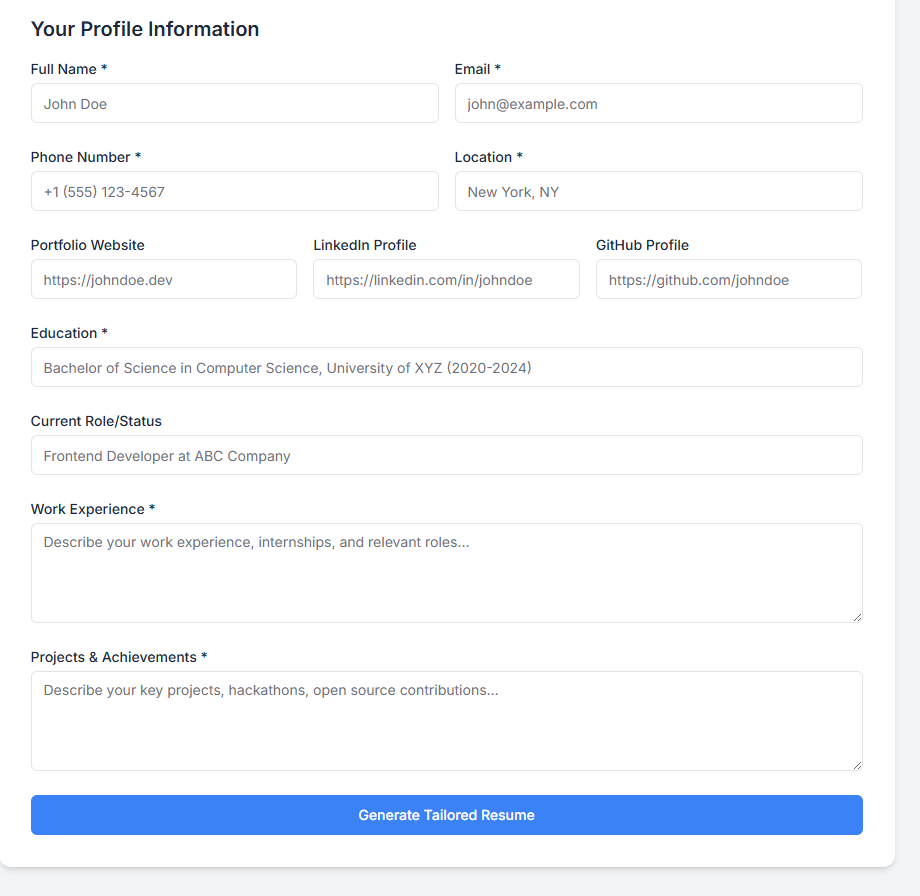 Your Profile Information
Full Name * Email *
John Doe john@example.com
Phone Number * Location *
+1 (555) 123-4567 New York, NY
Portfolio Website LinkedIn Profile GitHub Profile
https://johndoe.dev https://linkedin.com/in/johndoe https://github.com/johndoe
Education *
Bachelor of Science in Computer Science, University of XYZ (2020-2024)
Current Role/Status
Frontend Developer at ABC Company
Work Experience *
Describe your work experience, internships, and relevant roles...
Projects & Achievements *
Describe your key projects, hackathons, open source contributions...
Generate Tailored Resume